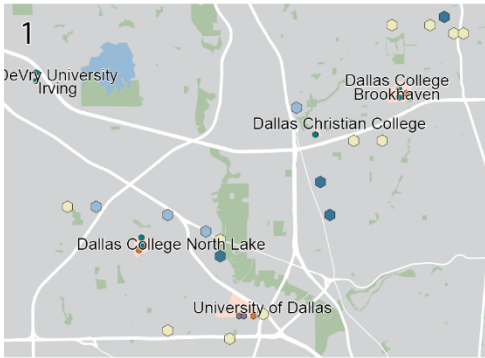 1
DeVry University
Irving
Dallas College
Brookhaven
Dallas Christian College
Dallas College North Lake
University of Dallas